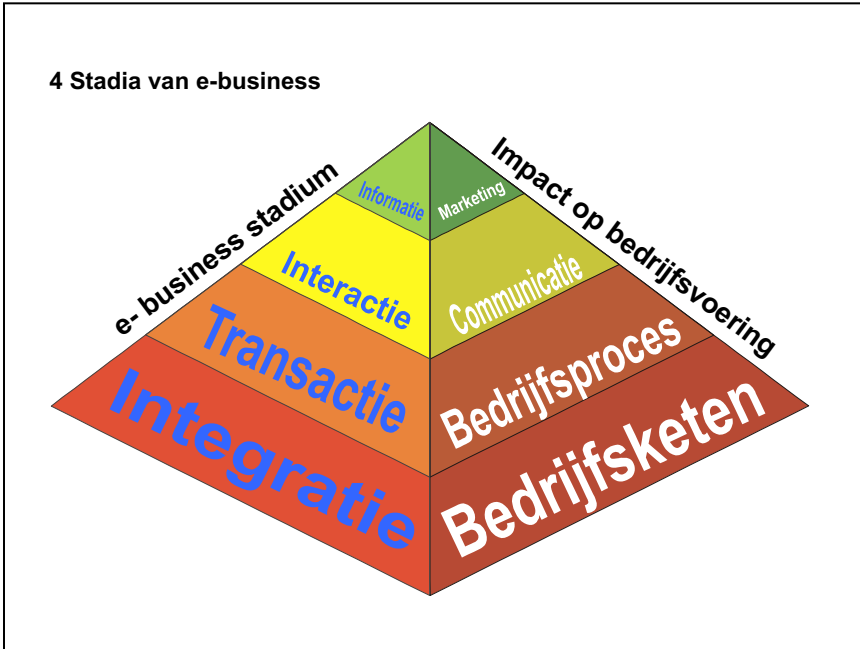 4 Stadia van e-business
e- business stadium
Impact op bedrijfsvoering
Informatie
Marketing
Interactie
Communicatie
Transactie
Bedrijfsproces
Integratie
Bedrijfsketen